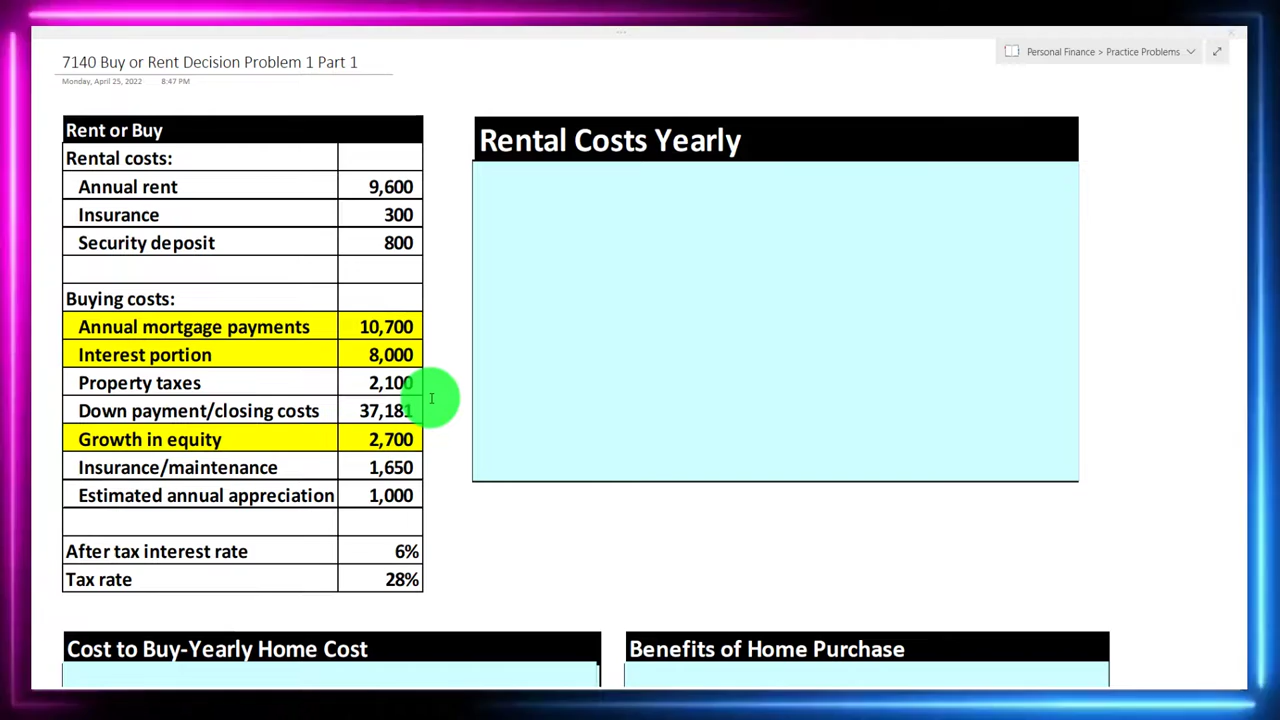 7140 Buy or Rent Decision Problem 1 Part 1
Monday, April 25, 2022 8:47 PM
Personal Finance > Practice Problems
Rent or Buy
Rental costs:
Annual rent 9,600
Insurance 300
Security deposit 800
Buying costs:
Annual mortgage payments 10,700
Interest portion 8,000
Property taxes 2,100
Down payment/closing costs 37,181
Growth in equity 2,700
Insurance/maintenance 1,650
Estimated annual appreciation 1,000
After tax interest rate 6%
Tax rate 28%
Rental Costs Yearly
Cost to Buy-Yearly Home Cost
Benefits of Home Purchase